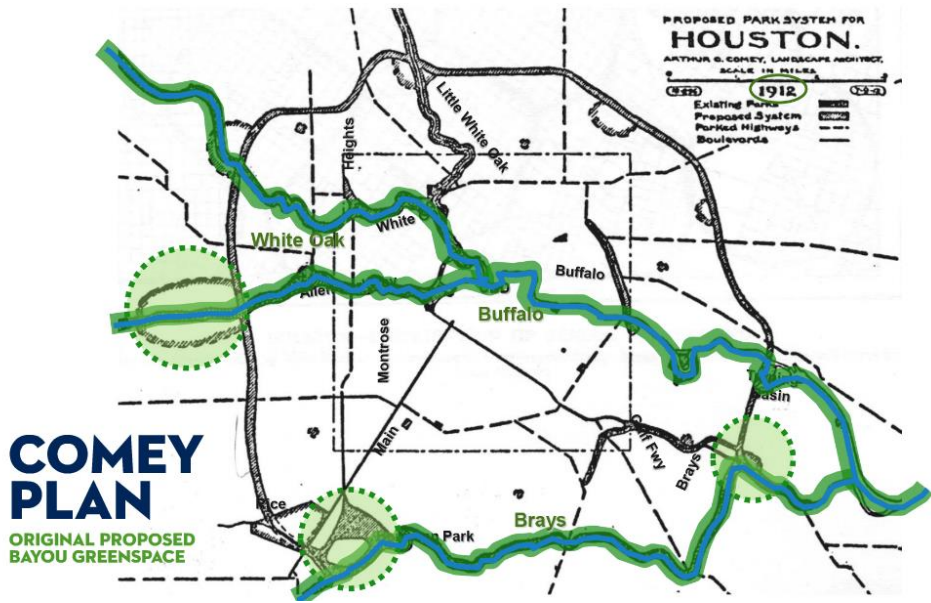 PROPOSED PARK SYSTEM FOR
HOUSTON.
ARTHUR C. COMEY, LANDSCAPE ARCHITECT,
SCALE IN MILES
1912
Existing Parks
Proposed System
Parked Highways
Boulevards
Little White Oak
Heights
White
White Oak
Buffalo
Buffalo
Montrose
Main
Brays
Brays
Park
COMEY
PLAN
ORIGINAL PROPOSED
BAYOU GREENSPACE